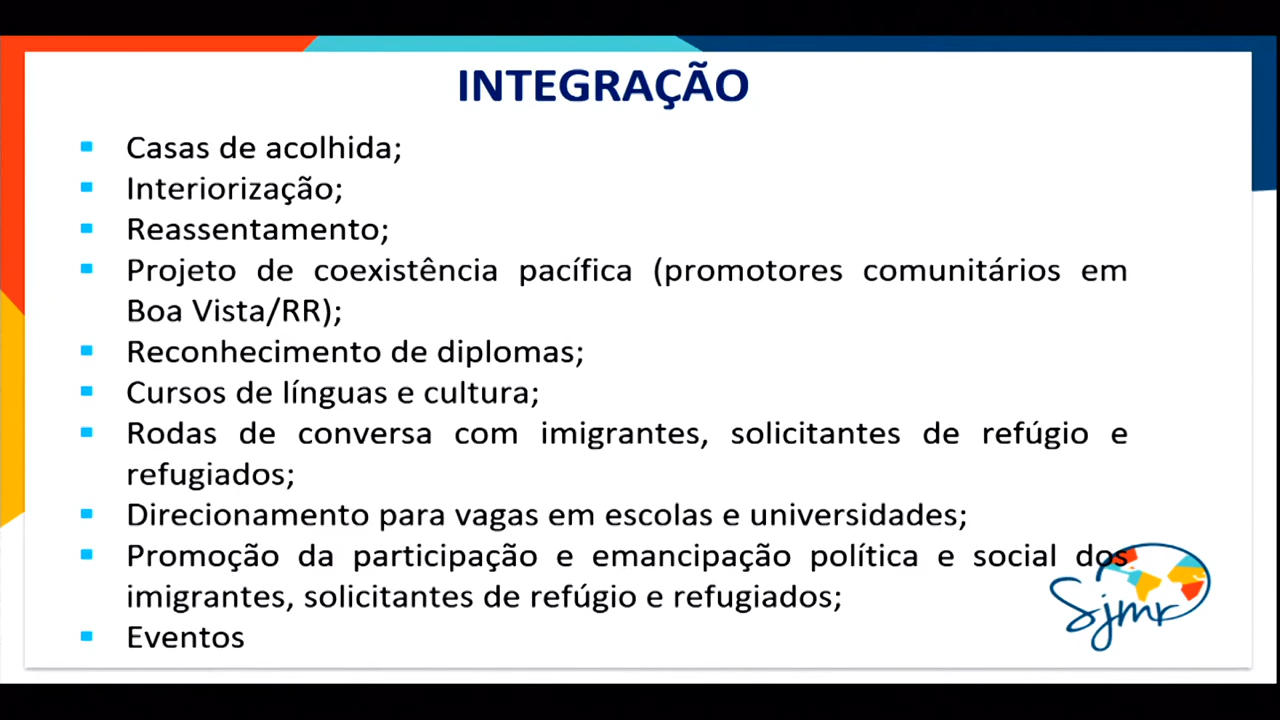 INTEGRAÇÃO
Casas de acolhida;
Interiorização;
Reassentamento;
Projeto de coexistência pacífica (promotores comunitários em
Boa Vista/RR);
Reconhecimento de diplomas;
Cursos de línguas e cultura;
Rodas de conversa com imigrantes, solicitantes de refúgio e
refugiados;
Direcionamento para vagas em escolas e universidades;
Promoção da participação e emancipação política e social dos
imigrantes, solicitantes de refúgio e refugiados;
Eventos
Sjmr